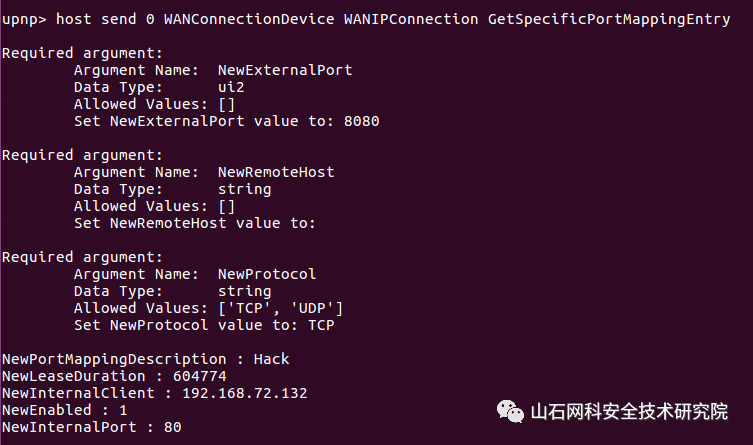 upnp> host send 0 WANConnectionDevice WANIPConnection GetSpecificPortMappingEntry
Required argument:
Argument Name:  NewExternalPort
Data Type:      ui2
Allowed Values: []
Set NewExternalPort value to: 8080
Required argument:
Argument Name:  NewRemoteHost
Data Type:      string
Allowed Values: []
Set NewRemoteHost value to:
Required argument:
Argument Name:  NewProtocol
Data Type:      string
Allowed Values: ['TCP', 'UDP']
Set NewProtocol value to: TCP
NewPortMappingDescription : Hack
NewLeaseDuration : 604774
NewInternalClient : 192.168.72.132
NewEnabled : 1
NewInternalPort : 80
山石网科安全技术研究院